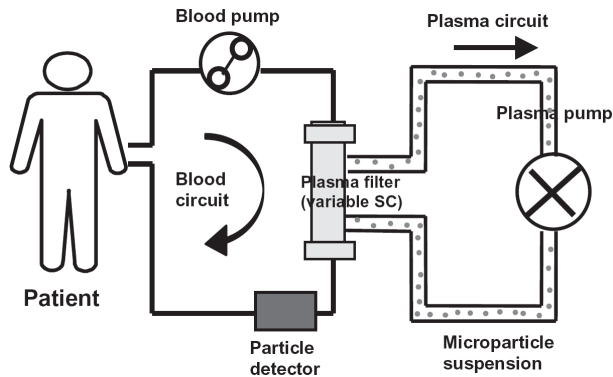 Blood pump
Plasma circuit
Plasma pump
Blood
circuit
Plasma filter
(variable SC)
Patient
Particle
detector
Microparticle
suspension